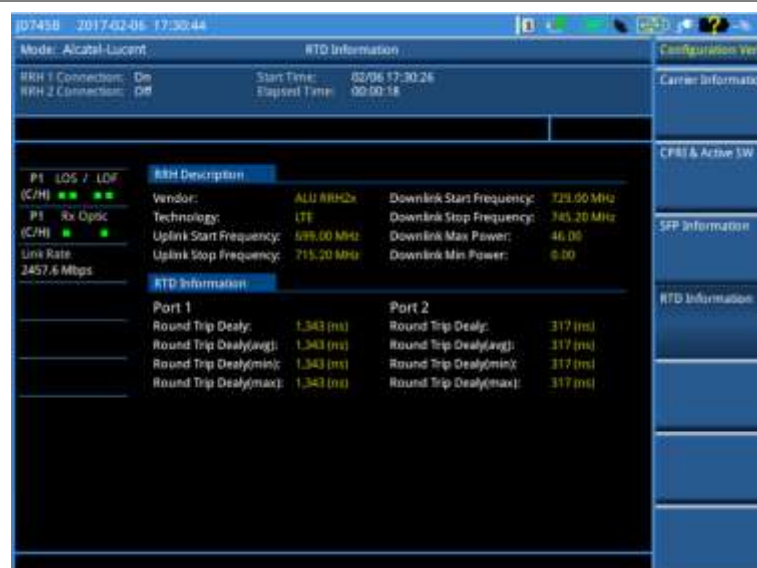 JD745B 2017-02-06 17:30:44
Mode: Alcatel-Lucent RTD Information
RRH 1 Connection: On Start Time: 02/06 17:30:26
RRH 2 Connection: Off Elapsed Time: 00:00:18
P1 LOS / LOF
(C/H)
P1 Rx Optic
(C/H)
Link Rate
2457.6 Mbps
RRH Description
Vendor: ALU RRH2x Downlink Start Frequency: 729.00 MHz
Technology: LTE Downlink Stop Frequency: 745.20 MHz
Uplink Start Frequency: 699.00 MHz Downlink Max Power: 46.00
Uplink Stop Frequency: 715.20 MHz Downlink Min Power: 0.00
RTD Information
Port 1 Port 2
Round Trip Dealy: 1,343 (ns) Round Trip Dealy: 317 (ns)
Round Trip Dealy(avg): 1,343 (ns) Round Trip Dealy(avg): 317 (ns)
Round Trip Dealy(min): 1,343 (ns) Round Trip Dealy(min): 317 (ns)
Round Trip Dealy(max): 1,343 (ns) Round Trip Dealy(max): 317 (ns)
Configuration Ver
Carrier Informatio
CPRI & Active SW
SFP Information
RTD Information